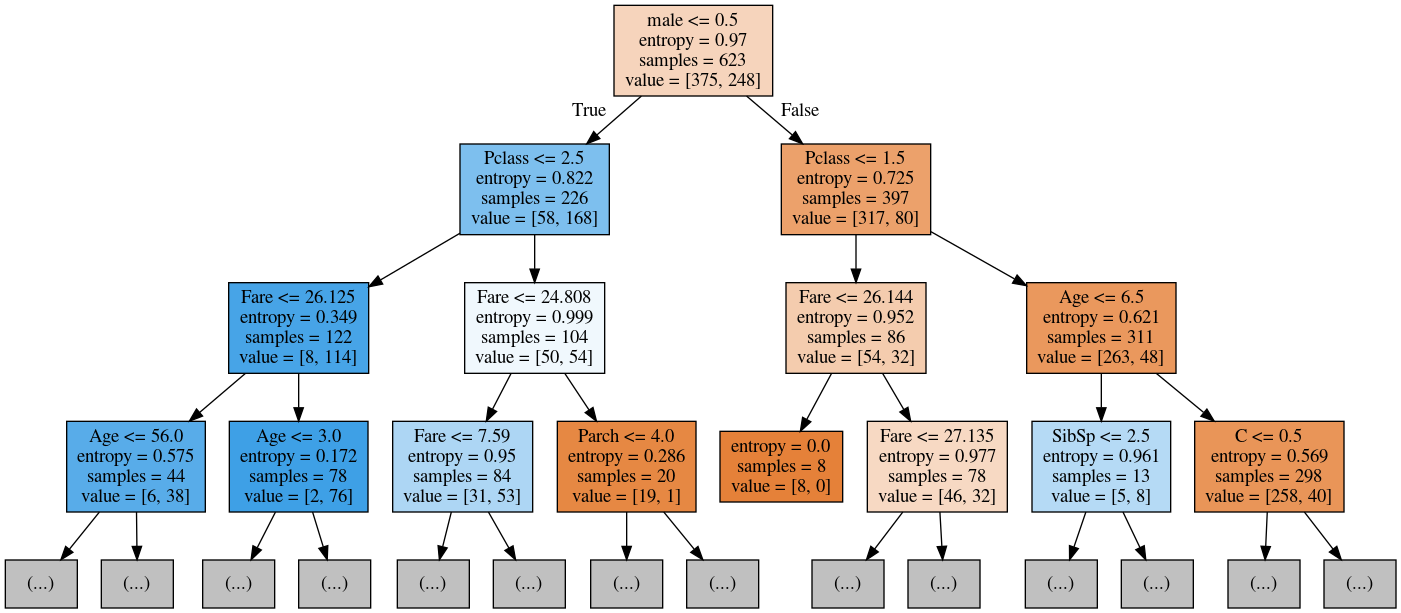 male <= 0.5
entropy = 0.97
samples = 623
value = [375, 248]
True
False
Pclass <= 2.5
entropy = 0.822
samples = 226
value = [58, 168]
Pclass <= 1.5
entropy = 0.725
samples = 397
value = [317, 80]
Fare <= 26.125
entropy = 0.349
samples = 122
value = [8, 114]
Fare <= 24.808
entropy = 0.999
samples = 104
value = [50, 54]
Fare <= 26.144
entropy = 0.952
samples = 86
value = [54, 32]
Age <= 6.5
entropy = 0.621
samples = 311
value = [263, 48]
Age <= 56.0
entropy = 0.575
samples = 44
value = [6, 38]
Age <= 3.0
entropy = 0.172
samples = 78
value = [2, 76]
Fare <= 7.59
entropy = 0.95
samples = 84
value = [31, 53]
Parch <= 4.0
entropy = 0.286
samples = 20
value = [19, 1]
entropy = 0.0
samples = 8
value = [8, 0]
Fare <= 27.135
entropy = 0.977
samples = 78
value = [46, 32]
SibSp <= 2.5
entropy = 0.961
samples = 13
value = [5, 8]
C <= 0.5
entropy = 0.569
samples = 298
value = [258, 40]
(...)
(...)
(...)
(...)
(...)
(...)
(...)
(...)
(...)
(...)
(...)
(...)
(...)
(...)